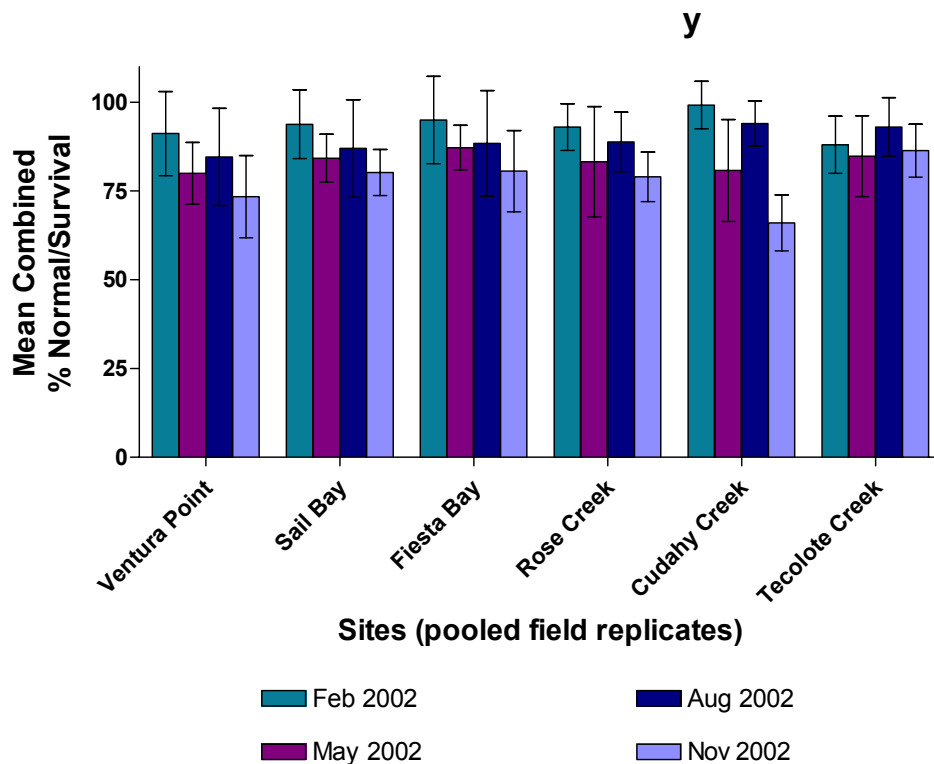 y
Mean Combined
% Normal/Survival
100
75
50
25
0
Ventura Point
Sail Bay
Fiesta Bay
Rose Creek
Cudahy Creek
Tecolote Creek
Sites (pooled field replicates)
Feb 2002
Aug 2002
May 2002
Nov 2002